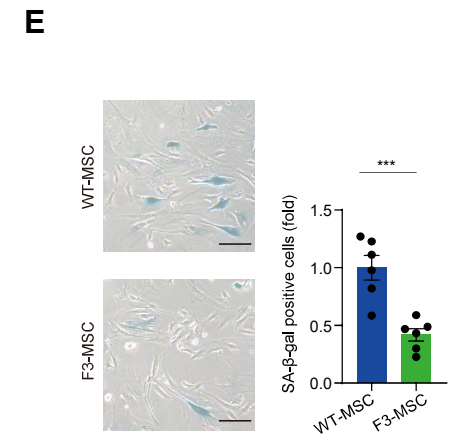 E
WT-MSC
F3-MSC
***
SA-β-gal positive cells (fold)
1.5
1.0
0.5
0.0
WT-MSC
F3-MSC